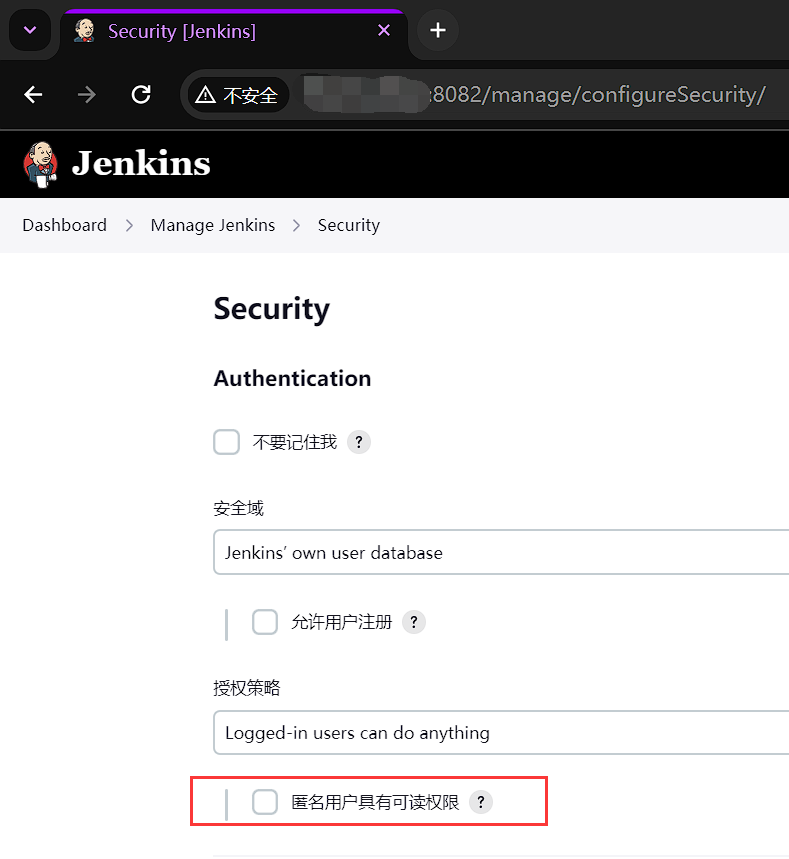 Security [Jenkins]
不安全
:8082/manage/configureSecurity/
Jenkins
Dashboard > Manage Jenkins > Security
Security
Authentication
不要记住我 ?
安全域
Jenkins’ own user database
允许用户注册 ?
授权策略
Logged-in users can do anything
匿名用户具有可读权限 ?